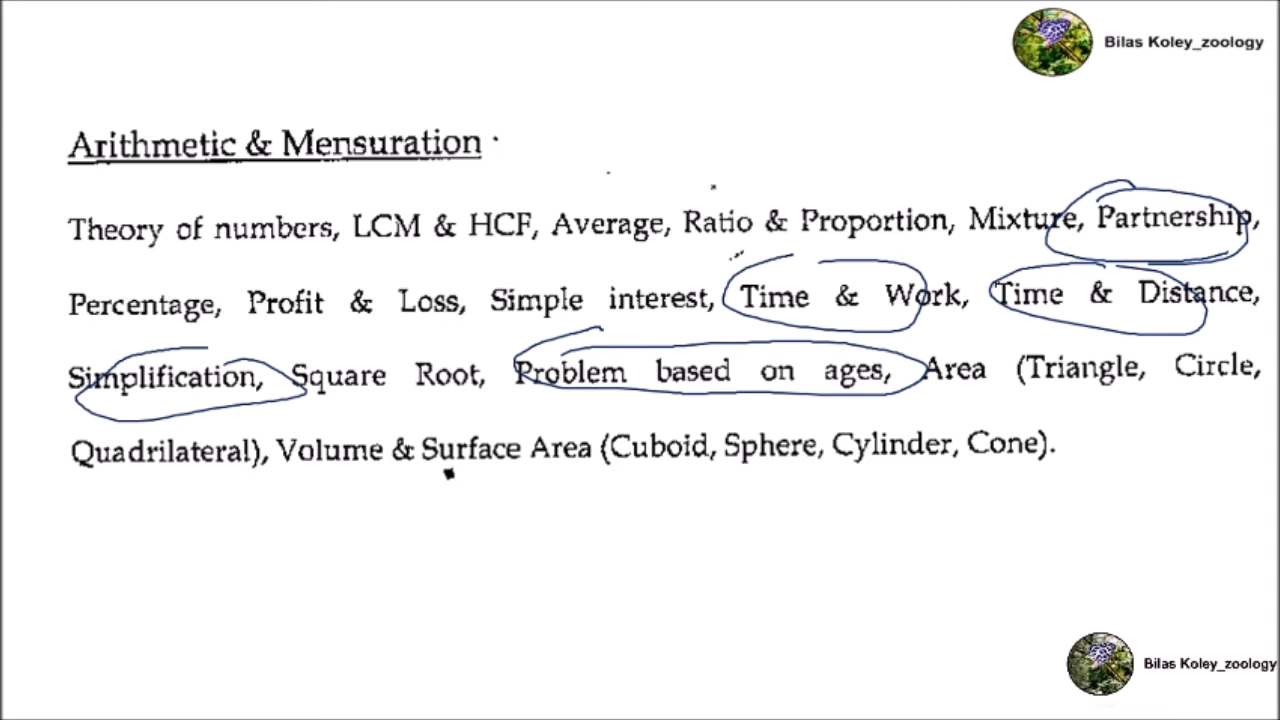 Bilas Koley_zoology
Arithmetic & Mensuration
Theory of numbers, LCM & HCF, Average, Ratio & Proportion, Mixture, Partnership,
Percentage, Profit & Loss, Simple interest, Time & Work, Time & Distance,
Simplification, Square Root, Problem based on ages, Area (Triangle, Circle,
Quadrilateral), Volume & Surface Area (Cuboid, Sphere, Cylinder, Cone).
Bilas Koley_zoology